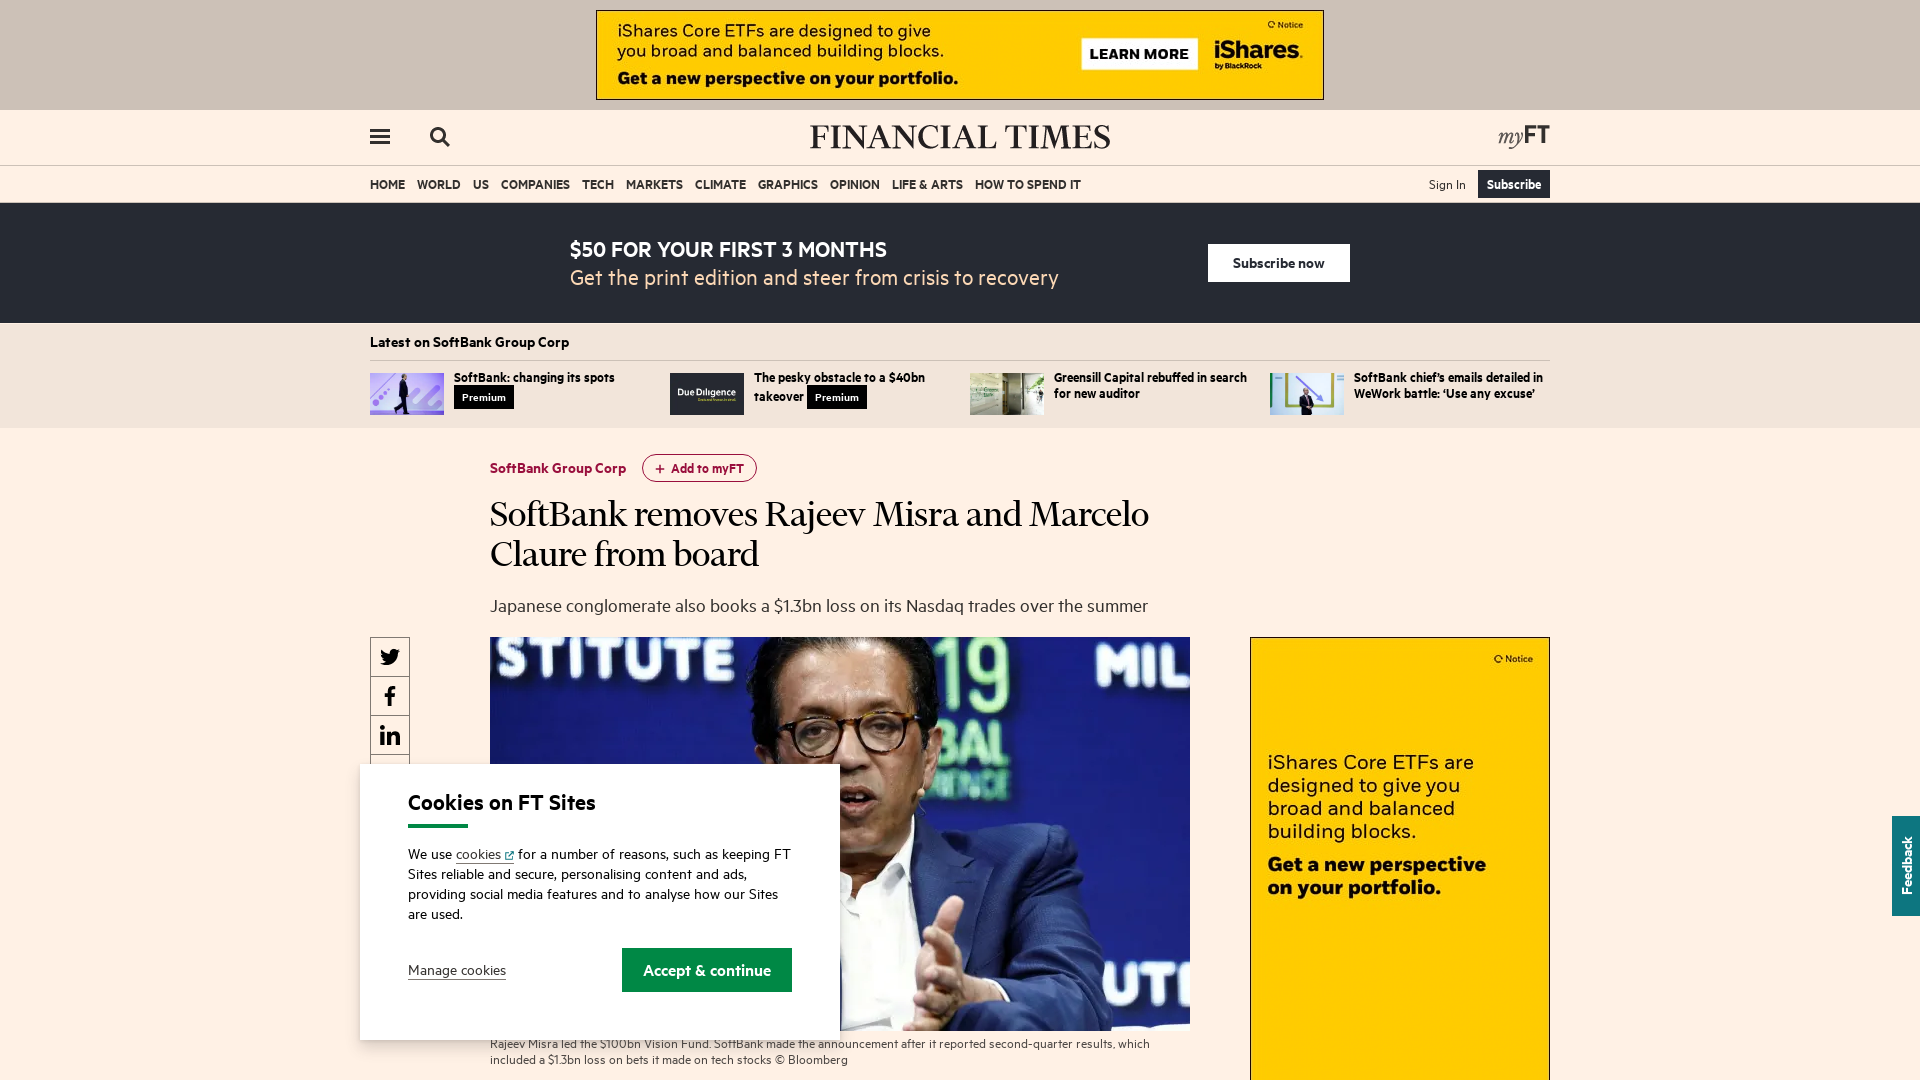 iShares Core ETFs are designed to give
you broad and balanced building blocks.
Get a new perspective on your portfolio.
LEARN MORE
Notice
iShares.
by BlackRock
FINANCIAL TIMES
myFT
HOME WORLD US COMPANIES TECH MARKETS CLIMATE GRAPHICS OPINION LIFE & ARTS HOW TO SPEND IT
Sign In
Subscribe
$50 FOR YOUR FIRST 3 MONTHS
Get the print edition and steer from crisis to recovery
Subscribe now
Latest on SoftBank Group Corp
SoftBank: changing its spots
Premium
Due Diligence
The pesky obstacle to a $40bn
takeover Premium
Greensill Capital rebuffed in search
for new auditor
SoftBank chief’s emails detailed in
WeWork battle: ‘Use any excuse’
SoftBank Group Corp
+ Add to myFT
SoftBank removes Rajeev Misra and Marcelo
Claure from board
Japanese conglomerate also books a $1.3bn loss on its Nasdaq trades over the summer
STITUTE
19
MIL
BAL
UTE
Cookies on FT Sites
We use cookies for a number of reasons, such as keeping FT
Sites reliable and secure, personalising content and ads,
providing social media features and to analyse how our Sites
are used.
Manage cookies
Accept & continue
Rajeev Misra led the $100bn Vision Fund. SoftBank made the announcement after it reported second-quarter results, which
included a $1.3bn loss on bets it made on tech stocks © Bloomberg
Notice
iShares Core ETFs are
designed to give you
broad and balanced
building blocks.
Get a new perspective
on your portfolio.
Feedback